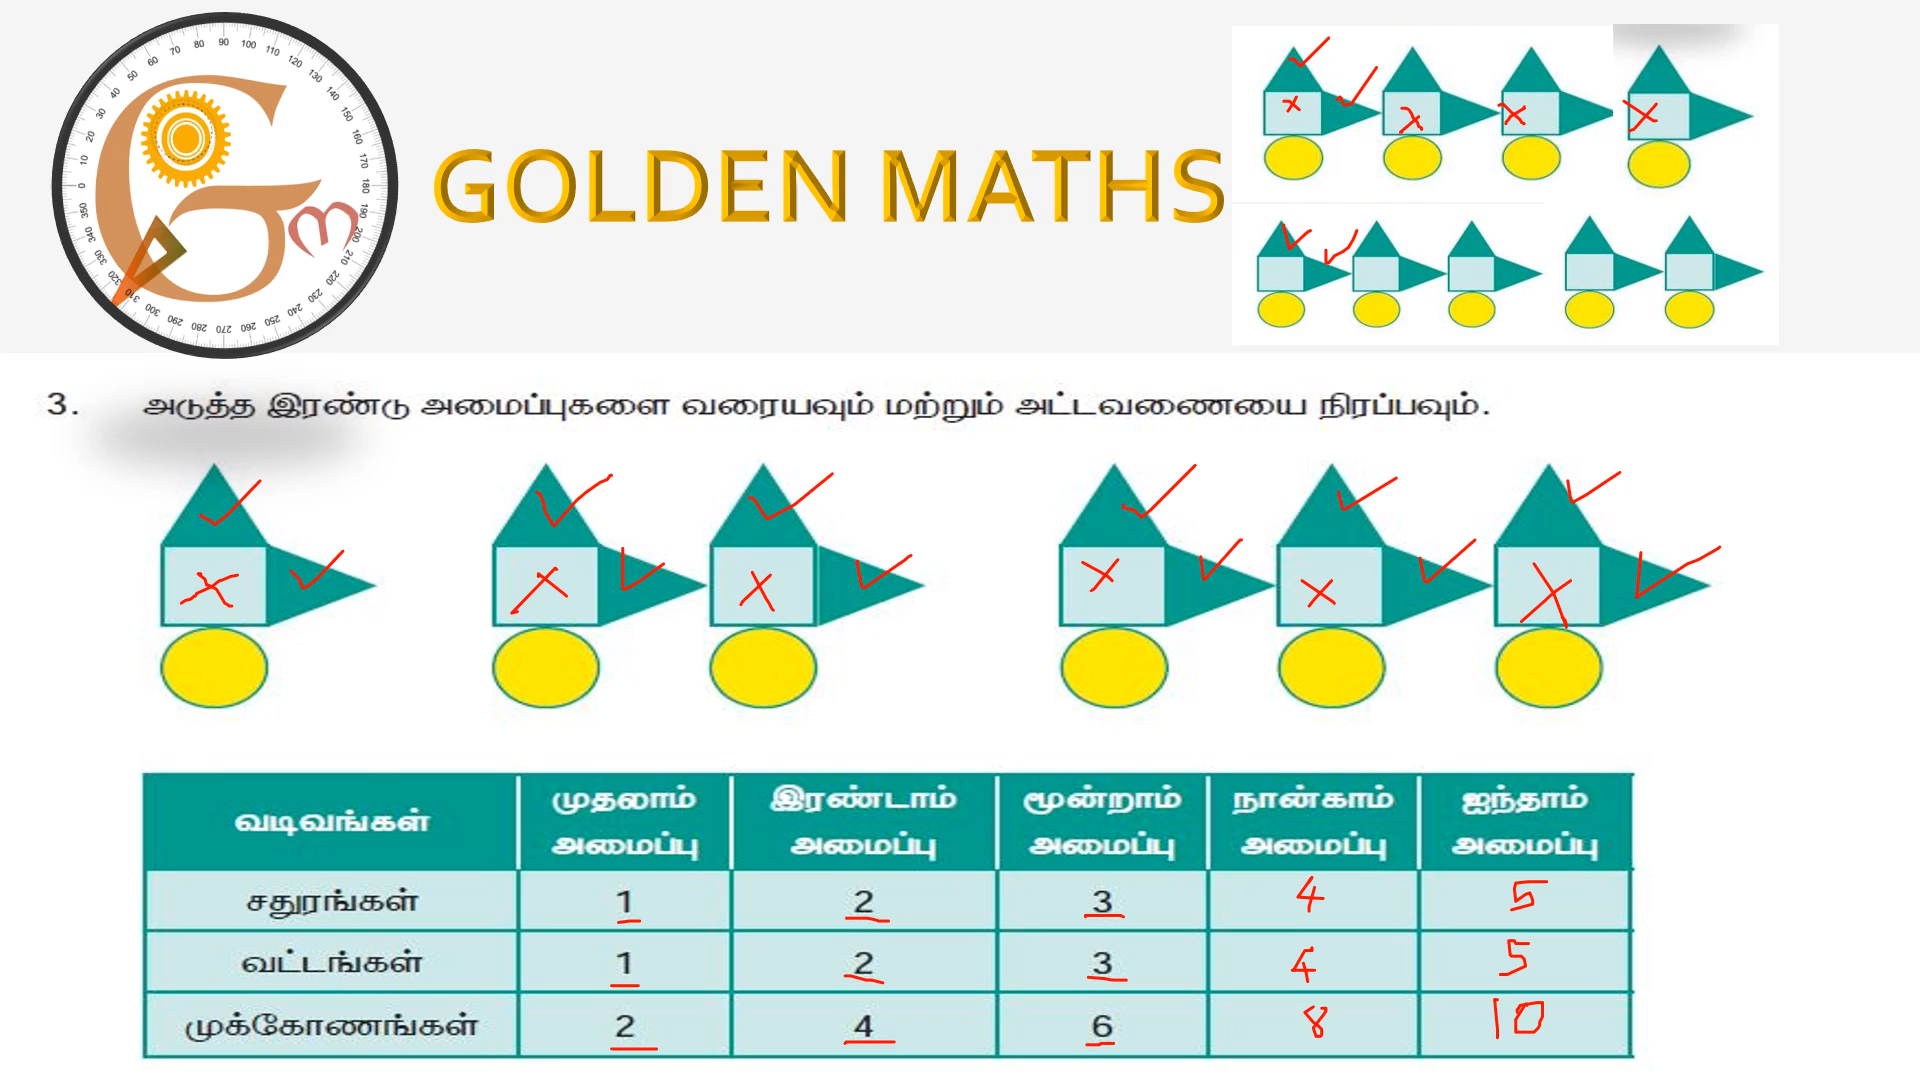 GOLDEN MATHS
3. அடுத்த இரண்டு அமைப்புகளை வரையவும் மற்றும் அட்டவணையை நிரப்பவும்.
வடிவங்கள் முதலாம் அமைப்பு இரண்டாம் அமைப்பு மூன்றாம் அமைப்பு நான்காம் அமைப்பு ஐந்தாம் அமைப்பு
சதுரங்கள் 1 2 3 4 5
வட்டங்கள் 1 2 3 4 5
முக்கோணங்கள் 2 4 6 8 10